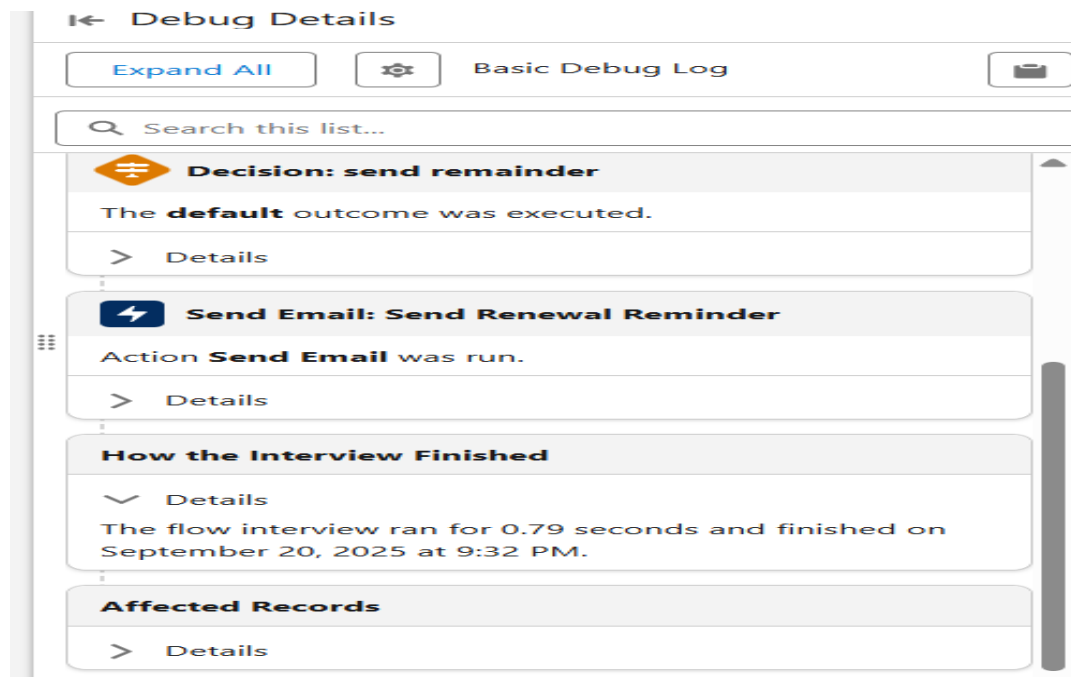 Debug Details
Expand All
Basic Debug Log
Search this list...
Decision: send remainder
The default outcome was executed.
Details
Send Email: Send Renewal Reminder
Action Send Email was run.
Details
How the Interview Finished
Details
The flow interview ran for 0.79 seconds and finished on
September 20, 2025 at 9:32 PM.
Affected Records
Details